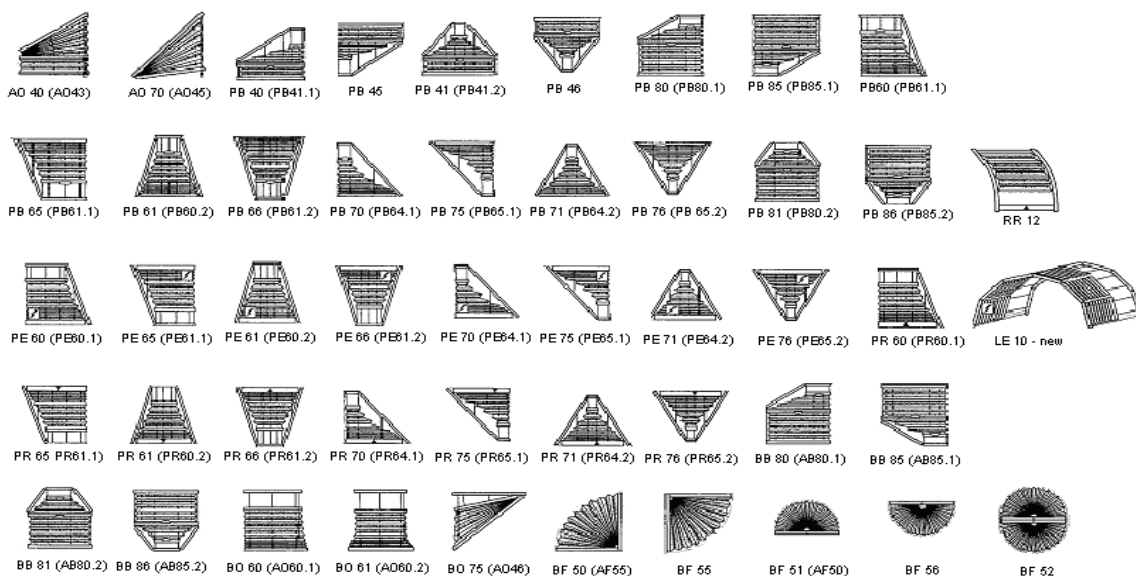 AO 40 (AO43)
AO 70 (AO45)
PB 40 (PB41.1)
PB 45
PB 41 (PB41.2)
PB 46
PB 80 (PB80.1)
PB 85 (PB85.1)
PB60 (PB61.1)
PB 65 (PB61.1)
PB 61 (PB60.2)
PB 66 (PB61.2)
PB 70 (PB64.1)
PB 75 (PB65.1)
PB 71 (PB64.2)
PB 76 (PB 65.2)
PB 81 (PB80.2)
PB 86 (PB85.2)
RR 12
PE 60 (PE60.1)
PE 65 (PE61.1)
PE 61 (PE60.2)
PE 66 (PE61.2)
PE 70 (PE64.1)
PE 75 (PE65.1)
PE 71 (PE64.2)
PE 76 (PE65.2)
PR 60 (PR60.1)
LE 10 - new
PR 65 PR61.1)
PR 61 (PR60.2)
PR 66 (PR61.2)
PR 70 (PR64.1)
PR 75 (PR65.1)
PR 71 (PR64.2)
PR 76 (PR65.2)
BB 80 (AB80.1)
BB 85 (AB85.1)
BB 81 (AB80.2)
BB 86 (AB85.2)
BO 60 (AO60.1)
BO 61 (AO60.2)
BO 75 (AO46)
BF 50 (AF55)
BF 55
BF 51 (AF50)
BF 56
BF 52